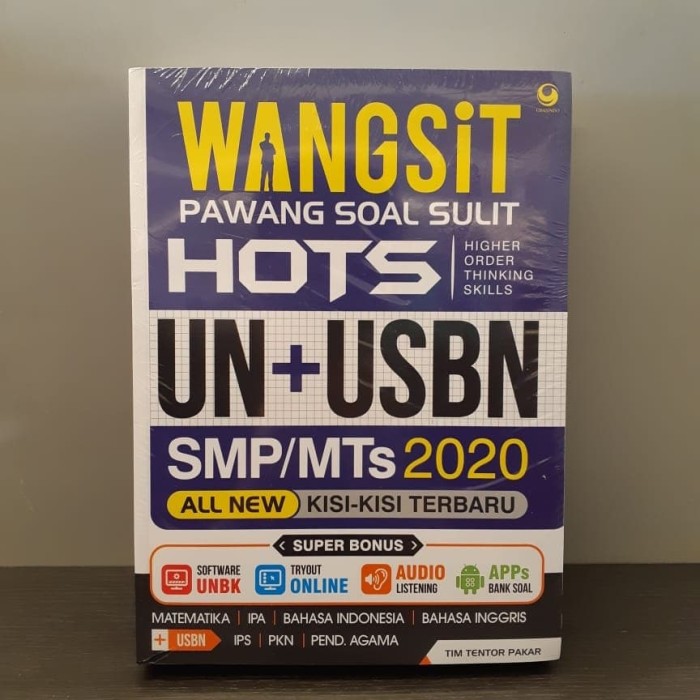 WANGSiT
PAWANG SOAL SULIT
HOTS
HIGHER
ORDER
THINKING
SKILLS
UN+USBN
SMP/MTs 2020
ALL NEW KISI-KISI TERBARU
SUPER BONUS
SOFTWARE
UNBK
TRYOUT
ONLINE
AUDIO
LISTENING
APPs
BANK SOAL
MATEMATIKA | IPA | BAHASA INDONESIA | BAHASA INGGRIS
+ USBN IPS | PKN | PEND. AGAMA
TIM TENTOR PAKAR